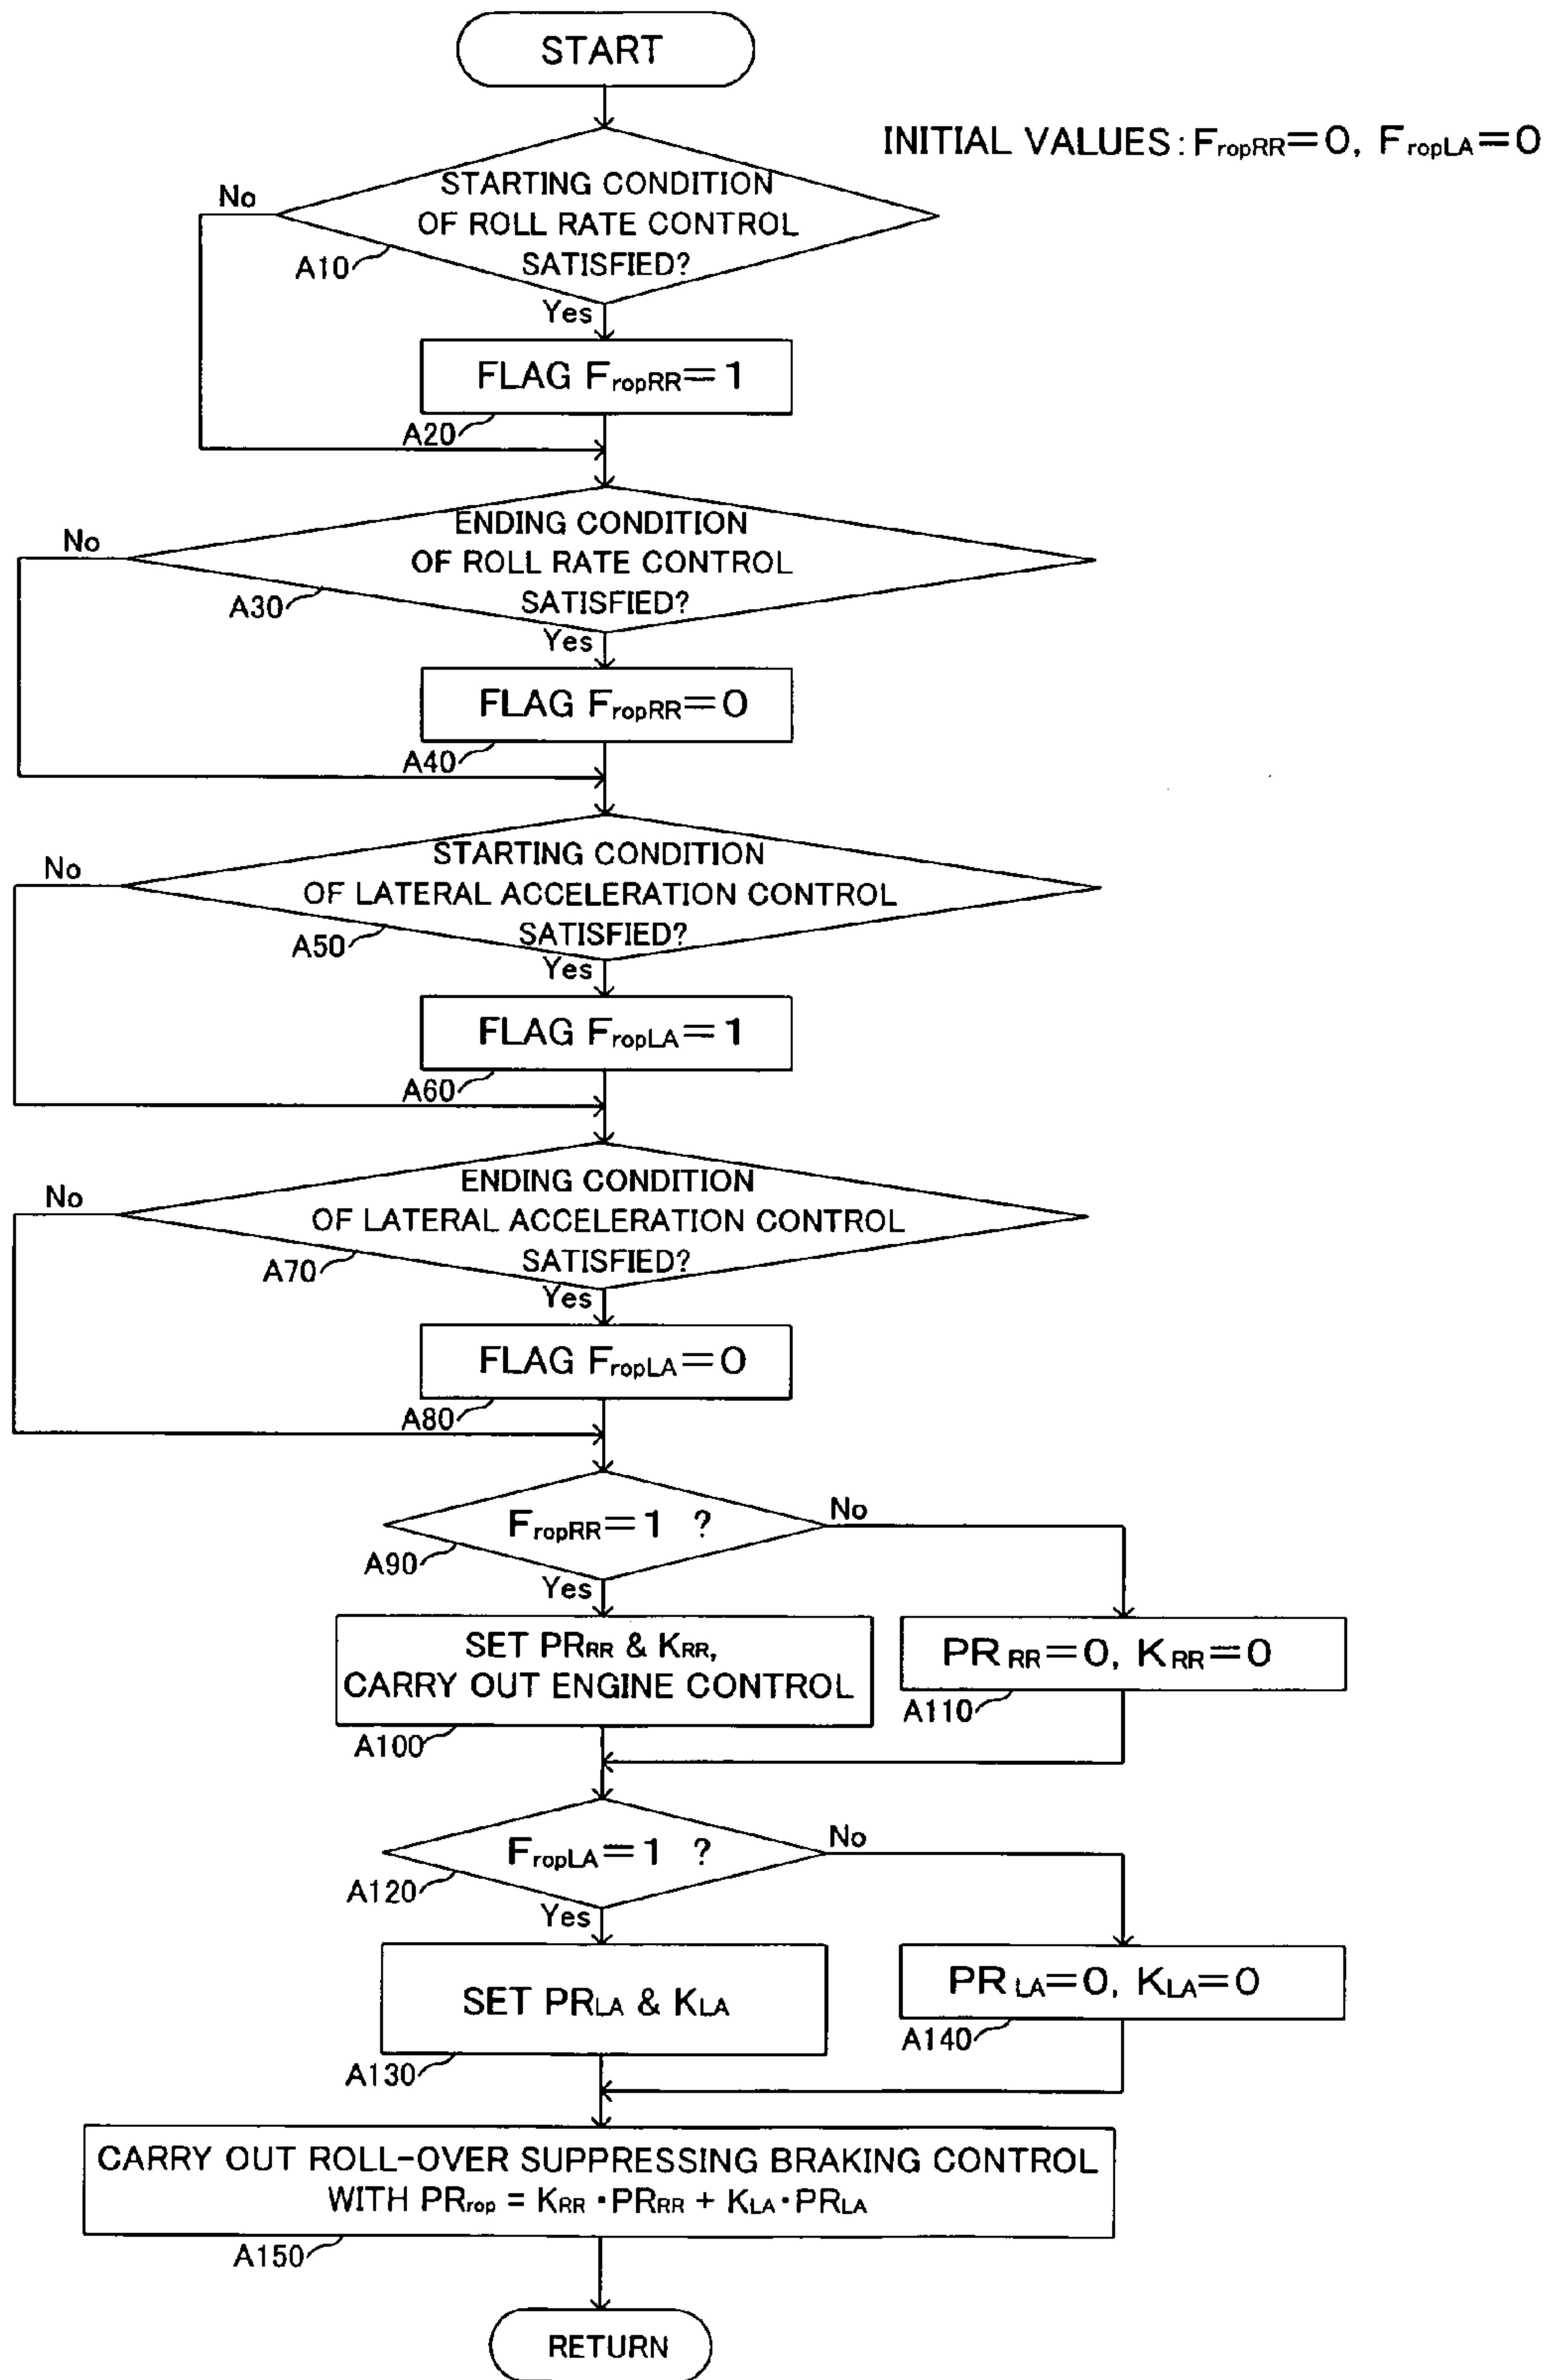 START
INITIAL VALUES: FropRR=0, FropLA=0
STARTING CONDITION
OF ROLL RATE CONTROL
SATISFIED?
No
A10
Yes
FLAG FropRR=1
A20
ENDING CONDITION
OF ROLL RATE CONTROL
SATISFIED?
No
A30
Yes
FLAG FropRR=0
A40
STARTING CONDITION
OF LATERAL ACCELERATION CONTROL
SATISFIED?
No
A50
Yes
FLAG FropLA=1
A60
ENDING CONDITION
OF LATERAL ACCELERATION CONTROL
SATISFIED?
No
A70
Yes
FLAG FropLA=0
A80
FropRR=1 ?
No
A90
Yes
SET PRRR & KRR,
CARRY OUT ENGINE CONTROL
A100
PRRR=0, KRR=0
A110
FropLA=1 ?
No
A120
Yes
SET PRLA & KLA
A130
PRLA=0, KLA=0
A140
CARRY OUT ROLL-OVER SUPPRESSING BRAKING CONTROL
WITH PRrop = KRR・PRRR + KLA・PRLA
A150
RETURN